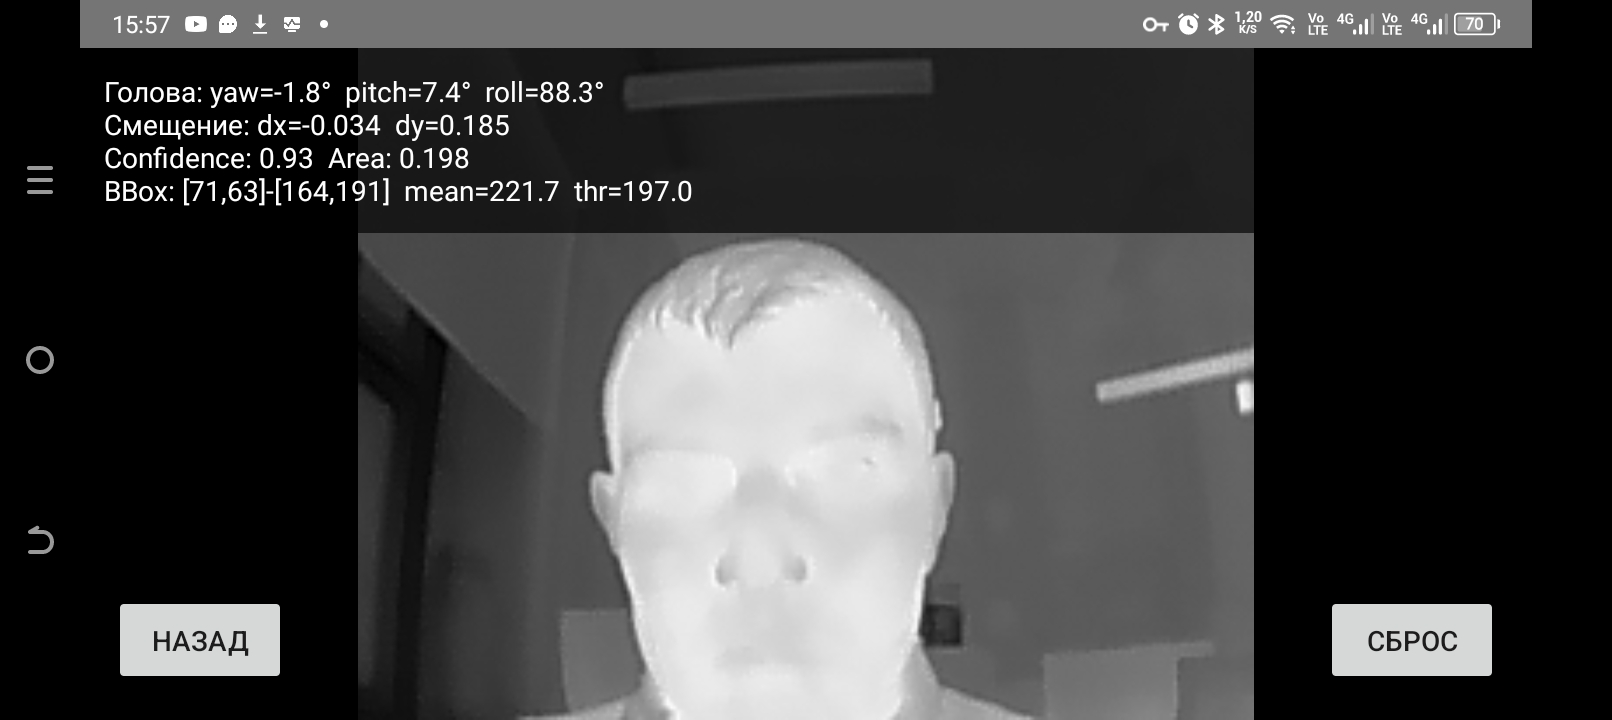 15:57
1,20
K/S
Vo
LTE
4G
Vo
LTE
4G
70
Голова: yaw=-1.8° pitch=7.4° roll=88.3°
Смещение: dx=-0.034 dy=0.185
Confidence: 0.93 Area: 0.198
BBox: [71,63]-[164,191] mean=221.7 thr=197.0
НАЗАД
СБРОС